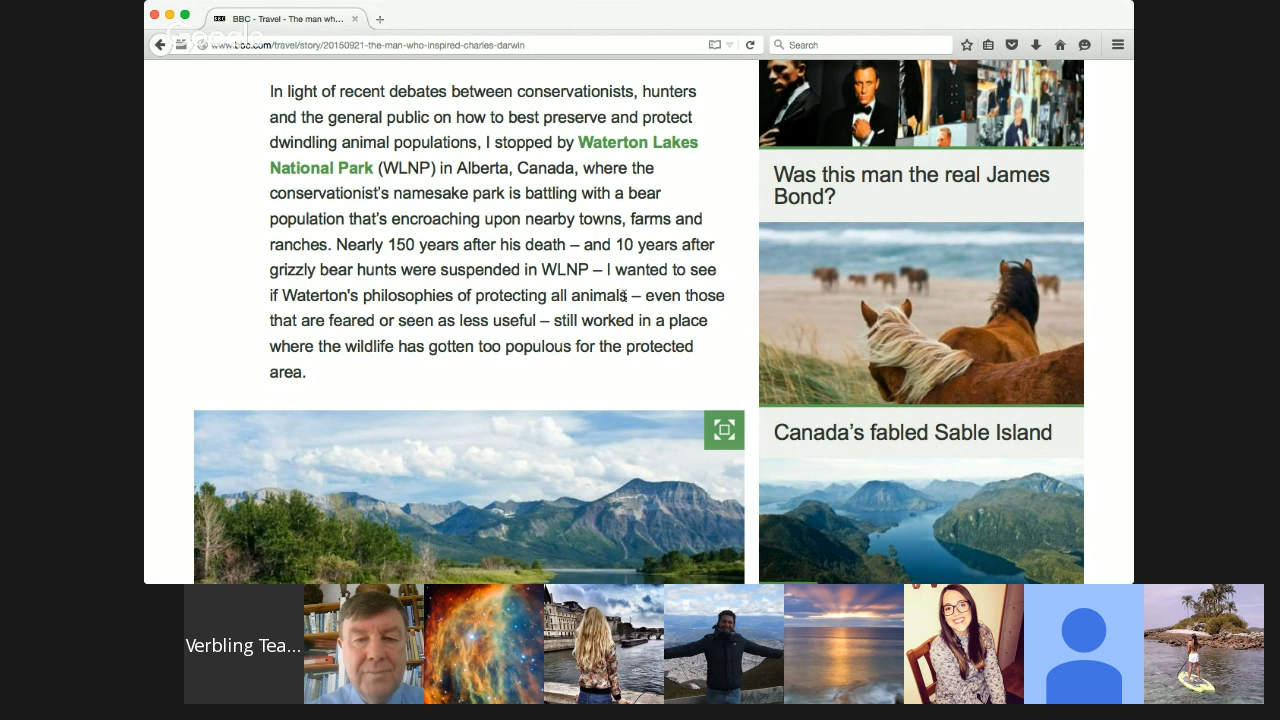 BBC - Travel - The man wh...
Google
www.bbc.com/travel/story/20150921-the-man-who-inspired-charles-darwin
Search
In light of recent debates between conservationists, hunters
and the general public on how to best preserve and protect
dwindling animal populations, I stopped by Waterton Lakes
National Park (WLNP) in Alberta, Canada, where the
conservationist's namesake park is battling with a bear
population that's encroaching upon nearby towns, farms and
ranches. Nearly 150 years after his death – and 10 years after
grizzly bear hunts were suspended in WLNP – I wanted to see
if Waterton's philosophies of protecting all animals – even those
that are feared or seen as less useful – still worked in a place
where the wildlife has gotten too populous for the protected
area.
Was this man the real James
Bond?
Canada's fabled Sable Island
Verbling Tea...